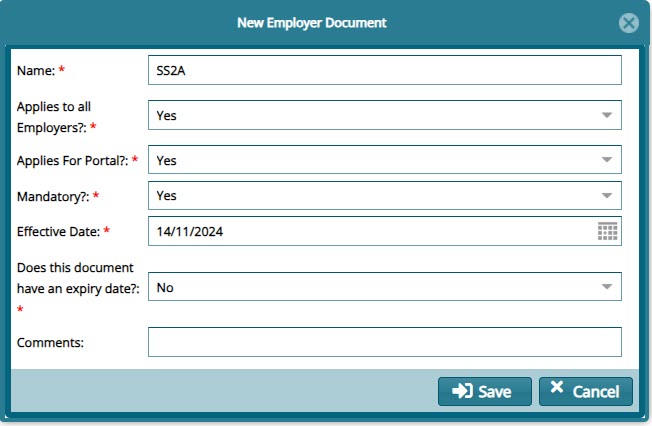 New Employer Document
Name: * SS2A
Applies to all
Employers?: * Yes
Applies For Portal?: * Yes
Mandatory?: * Yes
Effective Date: * 14/11/2024
Does this document
have an expiry date?: No
*
Comments:
Save Cancel